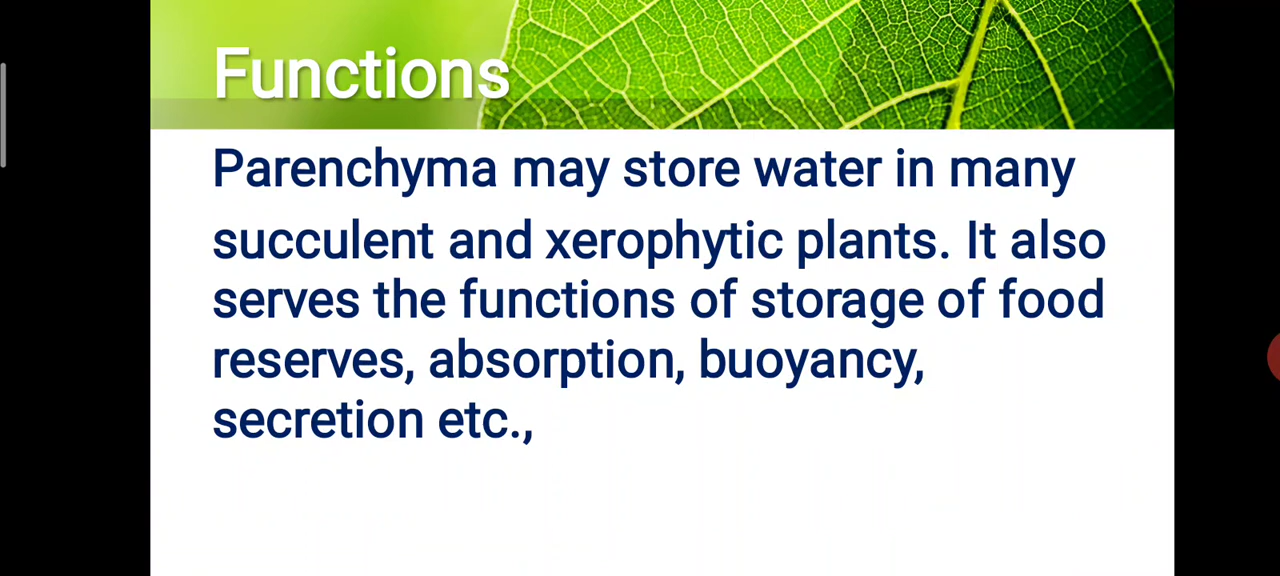 Functions
Parenchyma may store water in many
succulent and xerophytic plants. It also
serves the functions of storage of food
reserves, absorption, buoyancy,
secretion etc.,